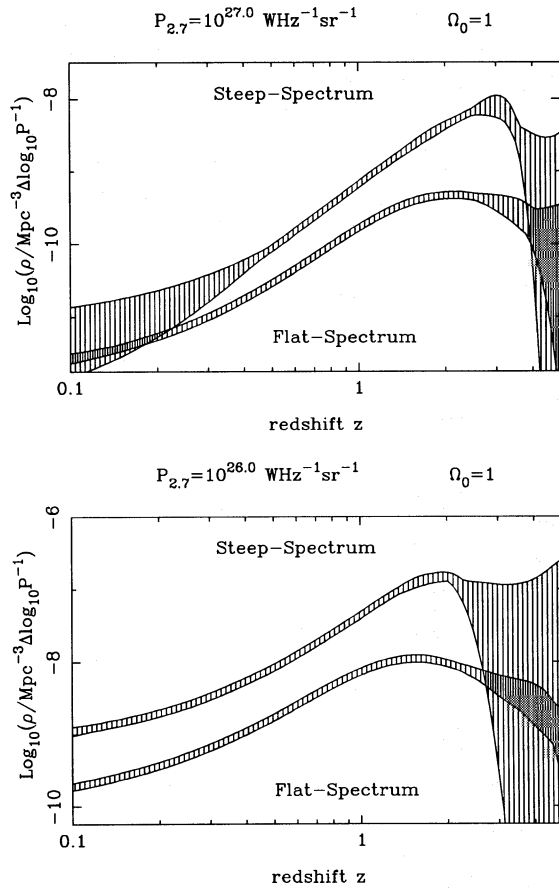 P2.7=10^27.0 WHz^-1sr^-1 Ω0=1
-8
Steep-Spectrum
Log10(ρ/Mpc^-3Δlog10P^-1)
-10
Flat-Spectrum
0.1 1
redshift z
P2.7=10^26.0 WHz^-1sr^-1 Ω0=1
-6
Steep-Spectrum
Log10(ρ/Mpc^-3Δlog10P^-1)
-8
Flat-Spectrum
-10
0.1 1
redshift z